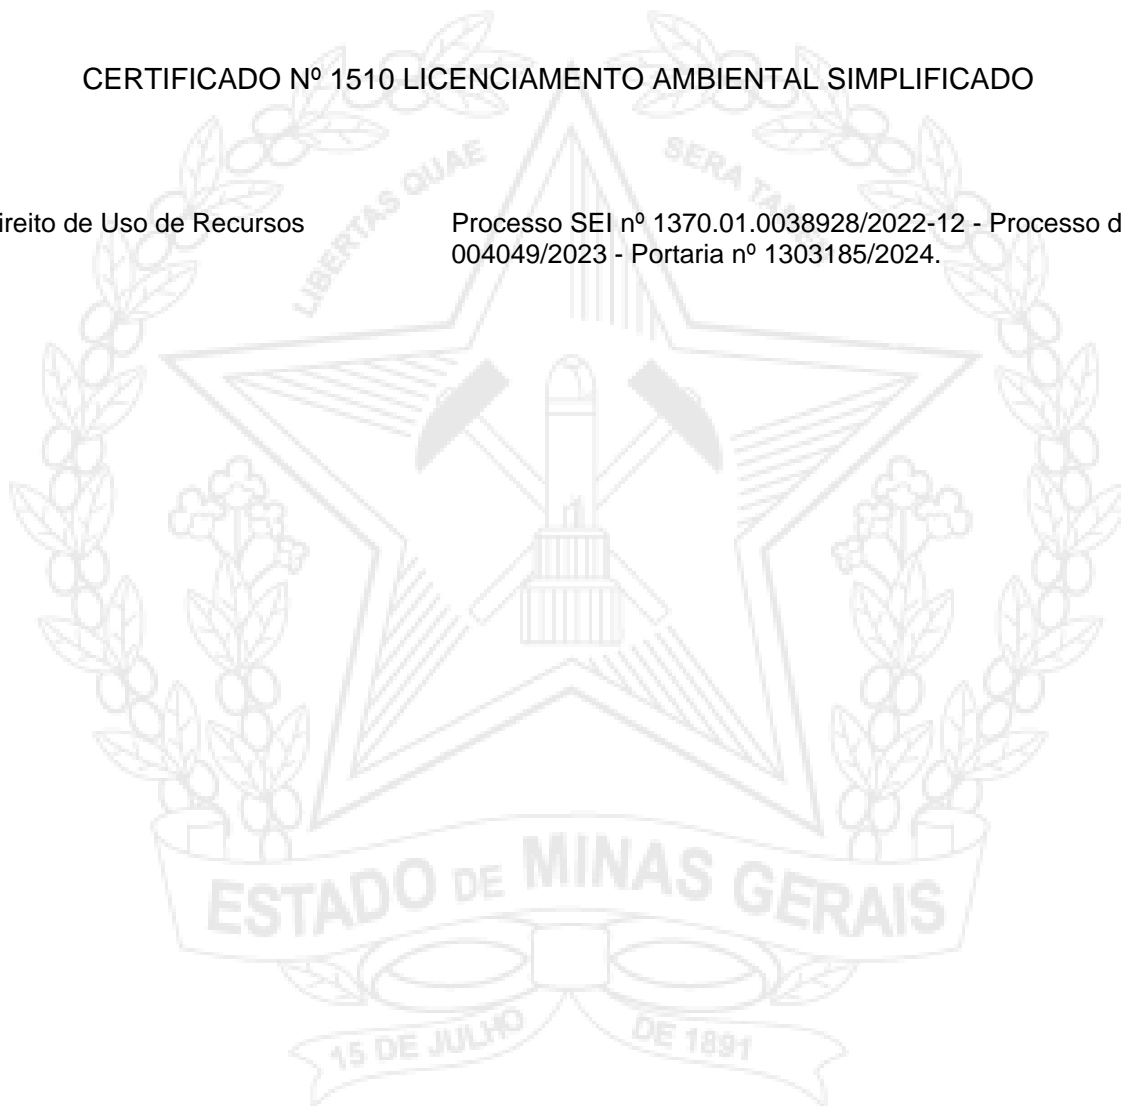 CERTIFICADO Nº 1510 LICENCIAMENTO AMBIENTAL SIMPLIFICADO
LIBERTAS QUAE SERA TAMEN
ireito de Uso de Recursos
Processo SEI nº 1370.01.0038928/2022-12 - Processo d
004049/2023 - Portaria nº 1303185/2024.
ESTADO DE MINAS GERAIS
15 DE JULHO DE 1891